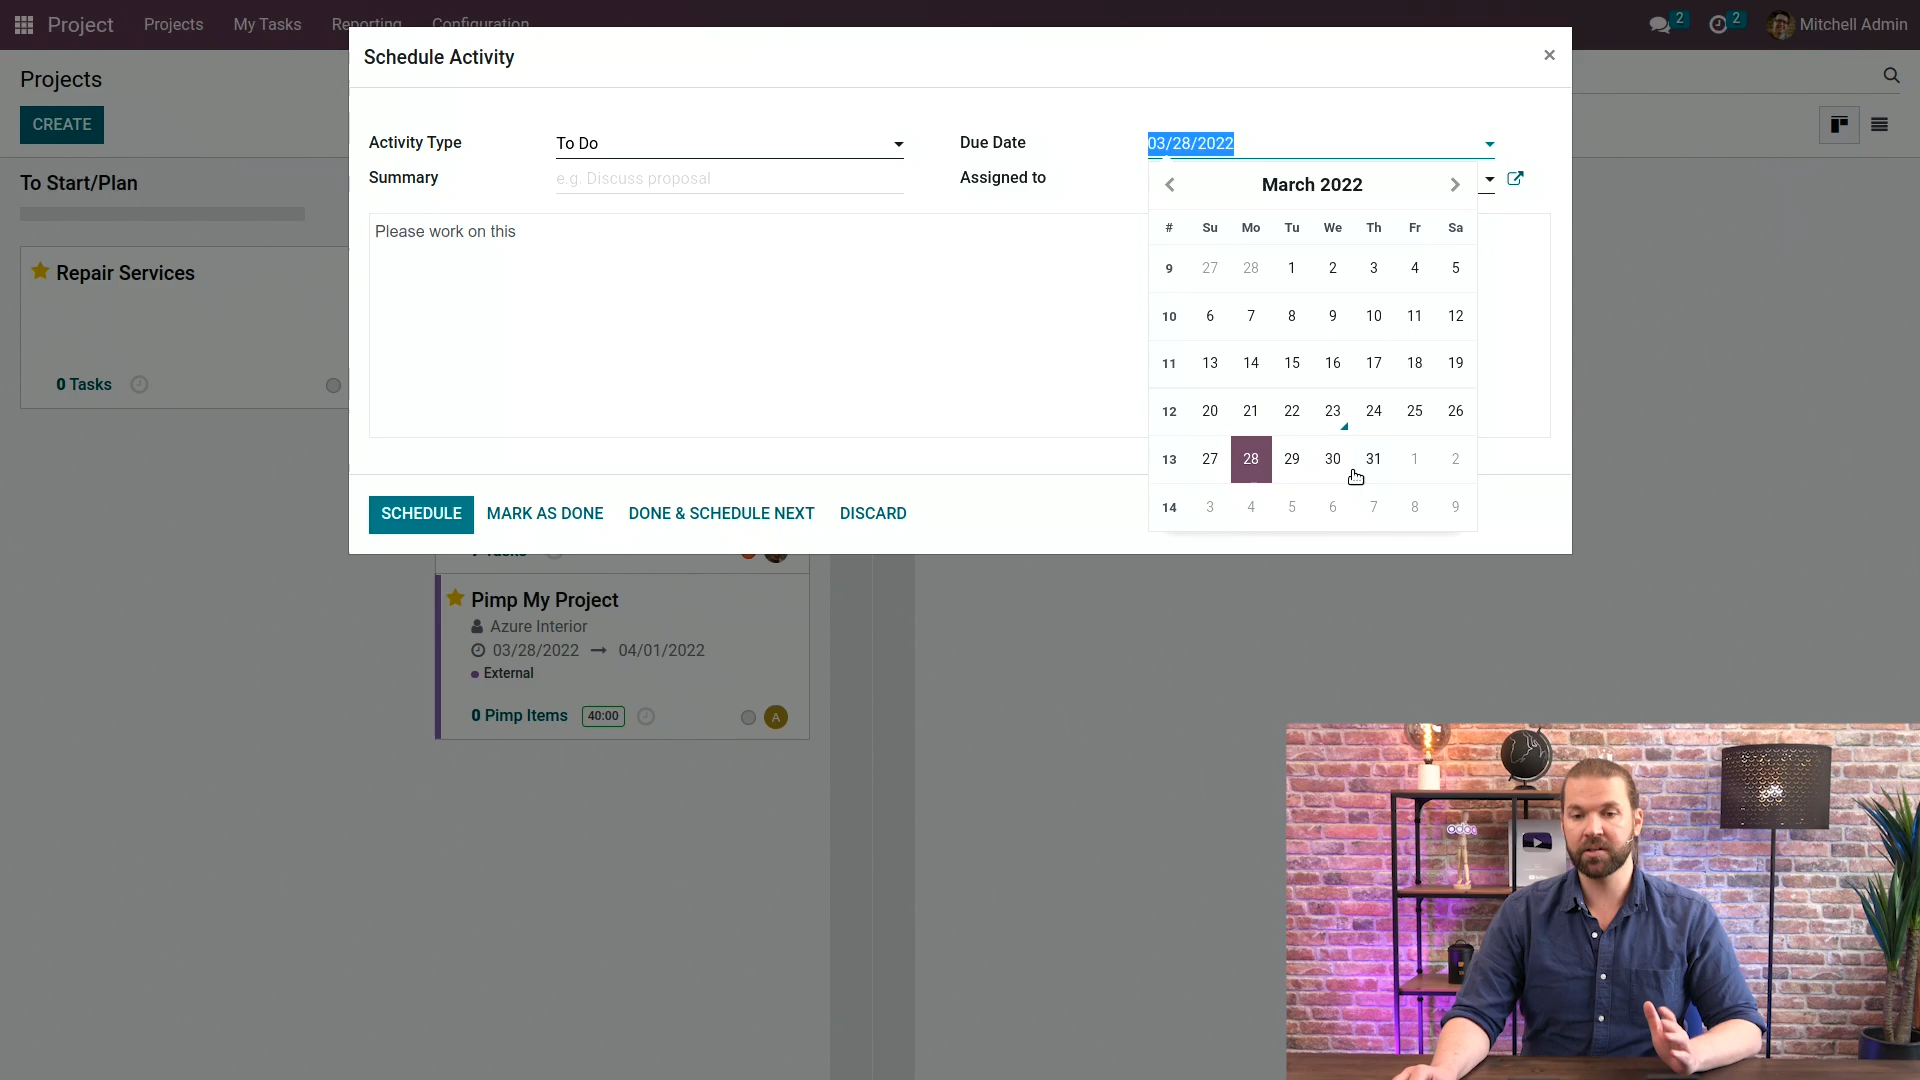 Project Projects My Tasks Reporting Configuration 2 2 Mitchell Admin
Schedule Activity ×
Projects
CREATE
Activity Type To Do Due Date 03/28/2022
Summary e.g. Discuss proposal Assigned to
March 2022
# Su Mo Tu We Th Fr Sa
9 27 28 1 2 3 4 5
10 6 7 8 9 10 11 12
11 13 14 15 16 17 18 19
12 20 21 22 23 24 25 26
13 27 28 29 30 31 1 2
14 3 4 5 6 7 8 9
Please work on this
SCHEDULE MARK AS DONE DONE & SCHEDULE NEXT DISCARD
To Start/Plan
Repair Services
0 Tasks
Pimp My Project
Azure Interior
03/28/2022 → 04/01/2022
External
0 Pimp Items 40:00 A
odoo